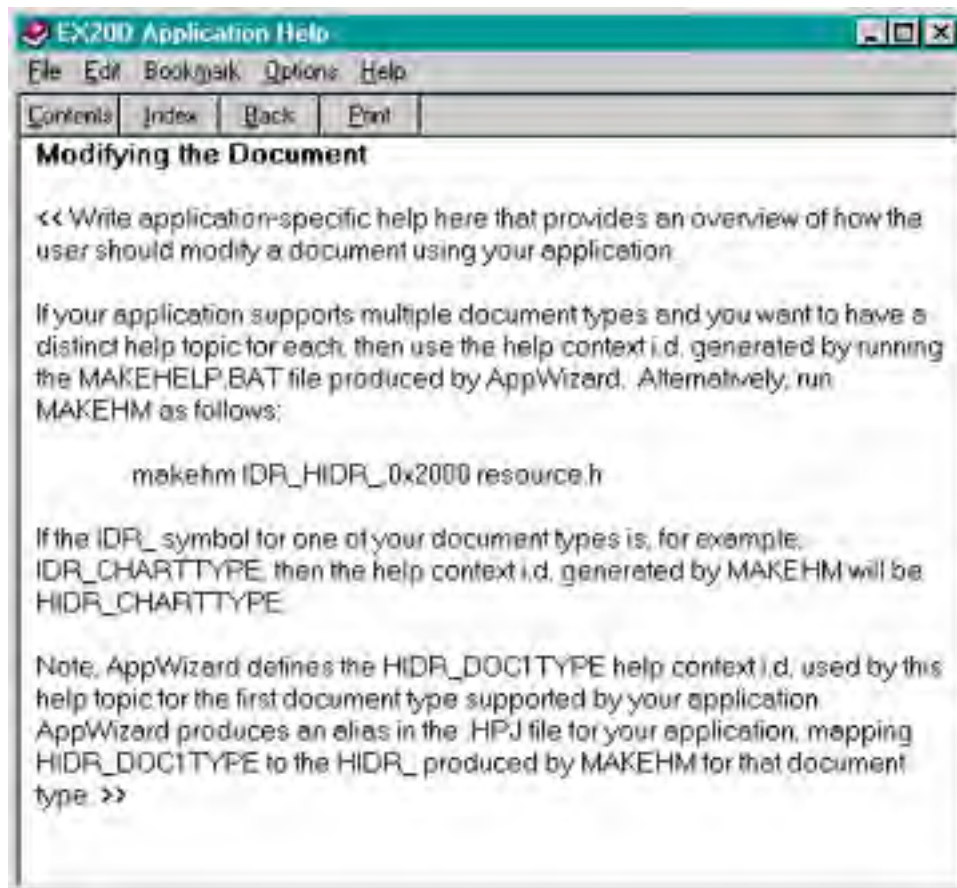 EX20D Application Help
File Edit Bookmark Options Help
Contents Index Back Print
Modifying the Document
<< Write application-specific help here that provides an overview of how the
user should modify a document using your application.
If your application supports multiple document types and you want to have a
distinct help topic for each, then use the help context i.d. generated by running
the MAKEHELP.BAT file produced by AppWizard. Alternatively, run
MAKEHM as follows:
makehm IDR_HIDR_,0x2000 resource.h
If the IDR_ symbol for one of your document types is, for example,
IDR_CHARTTYPE, then the help context i.d. generated by MAKEHM will be
HIDR_CHARTTYPE.
Note, AppWizard defines the HIDR_DOC1TYPE help context i.d. used by this
help topic for the first document type supported by your application.
AppWizard produces an alias in the .HPJ file for your application, mapping
HIDR_DOC1TYPE to the HIDR_ produced by MAKEHM for that document
type. >>